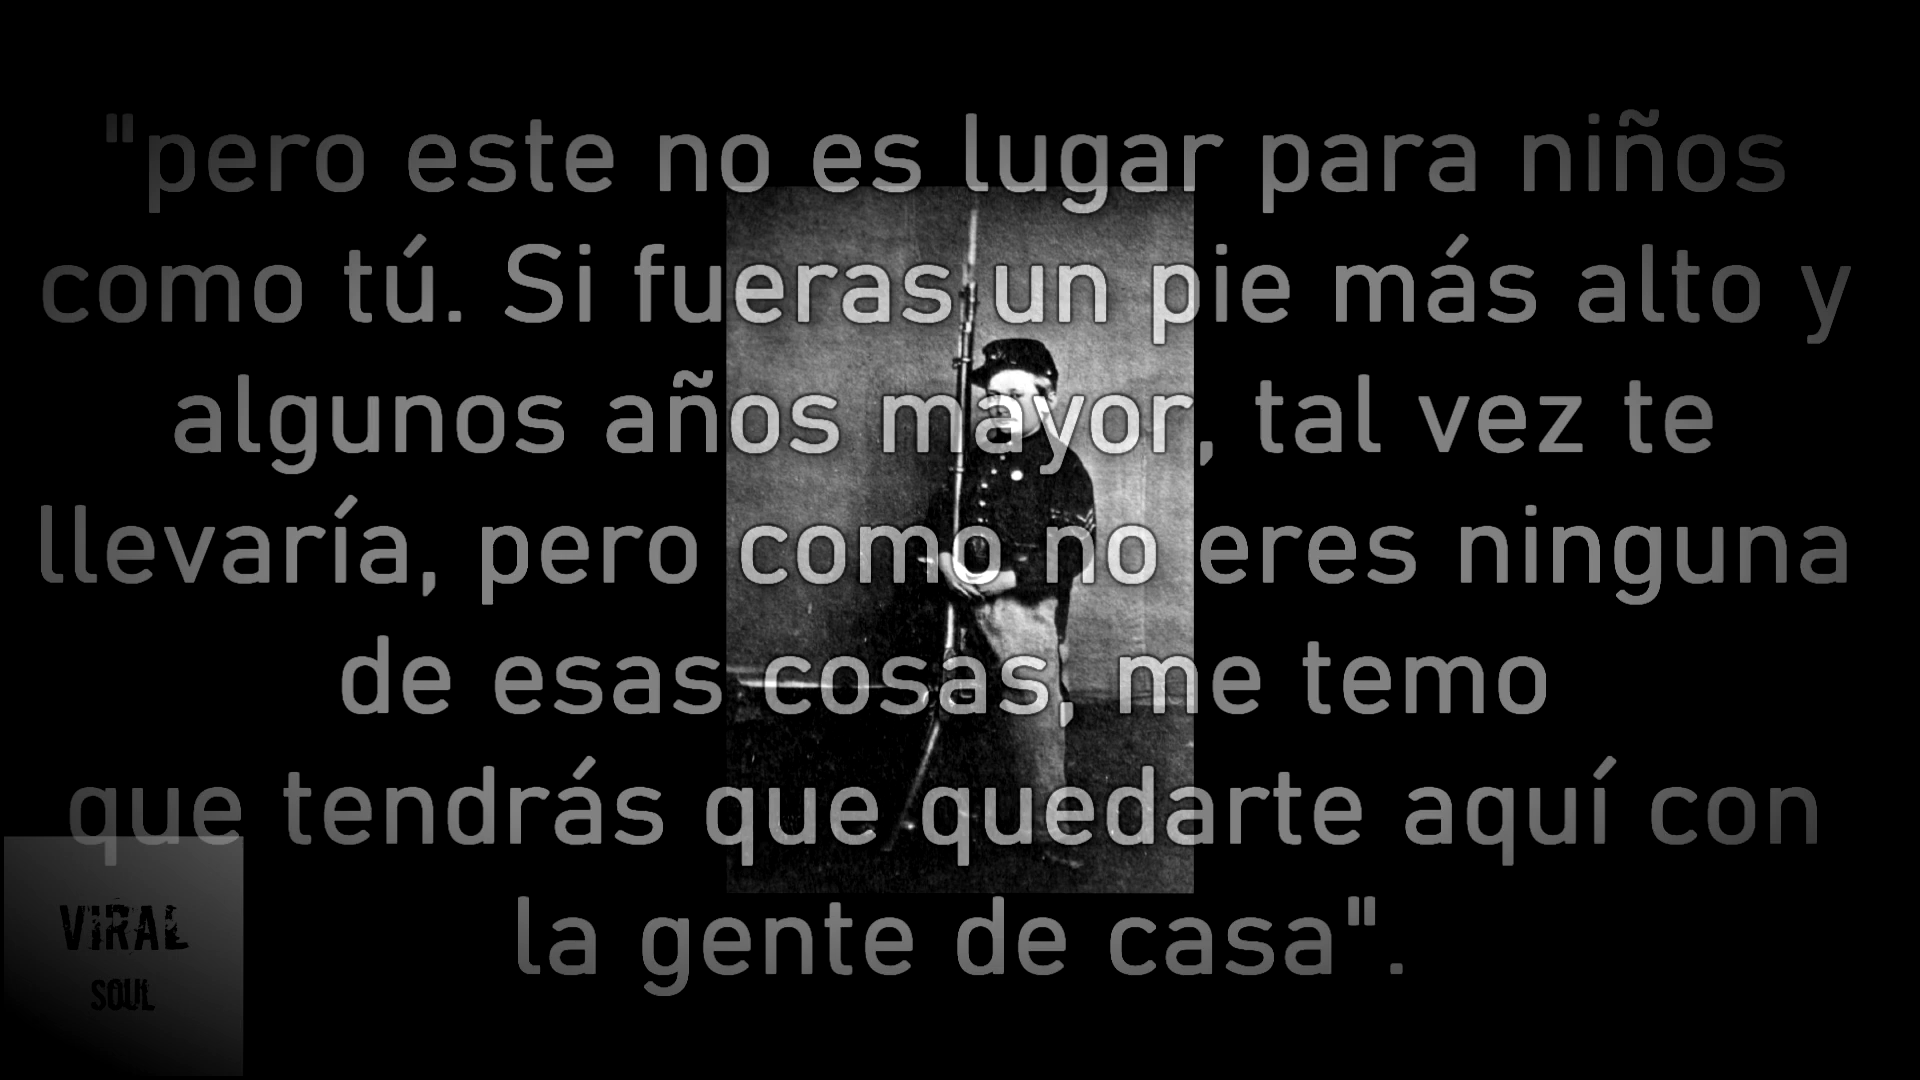 "pero este no es lugar para niños
como tú. Si fueras un pie más alto y
algunos años mayor, tal vez te
llevaría, pero como no eres ninguna
de esas cosas, me temo
que tendrás que quedarte aquí con
la gente de casa".
VIRAL
SOUL